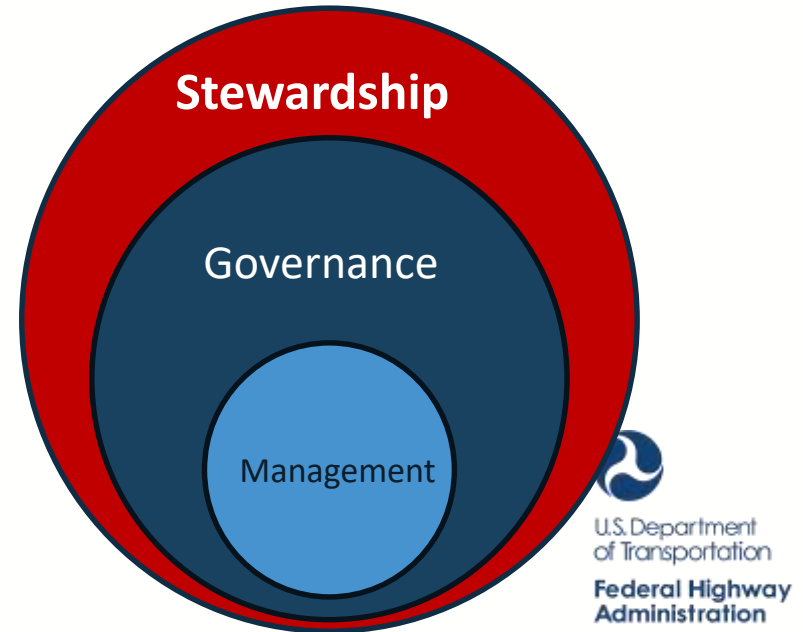 Stewardship
Governance
Management
U.S. Department
of Transportation
Federal Highway
Administration